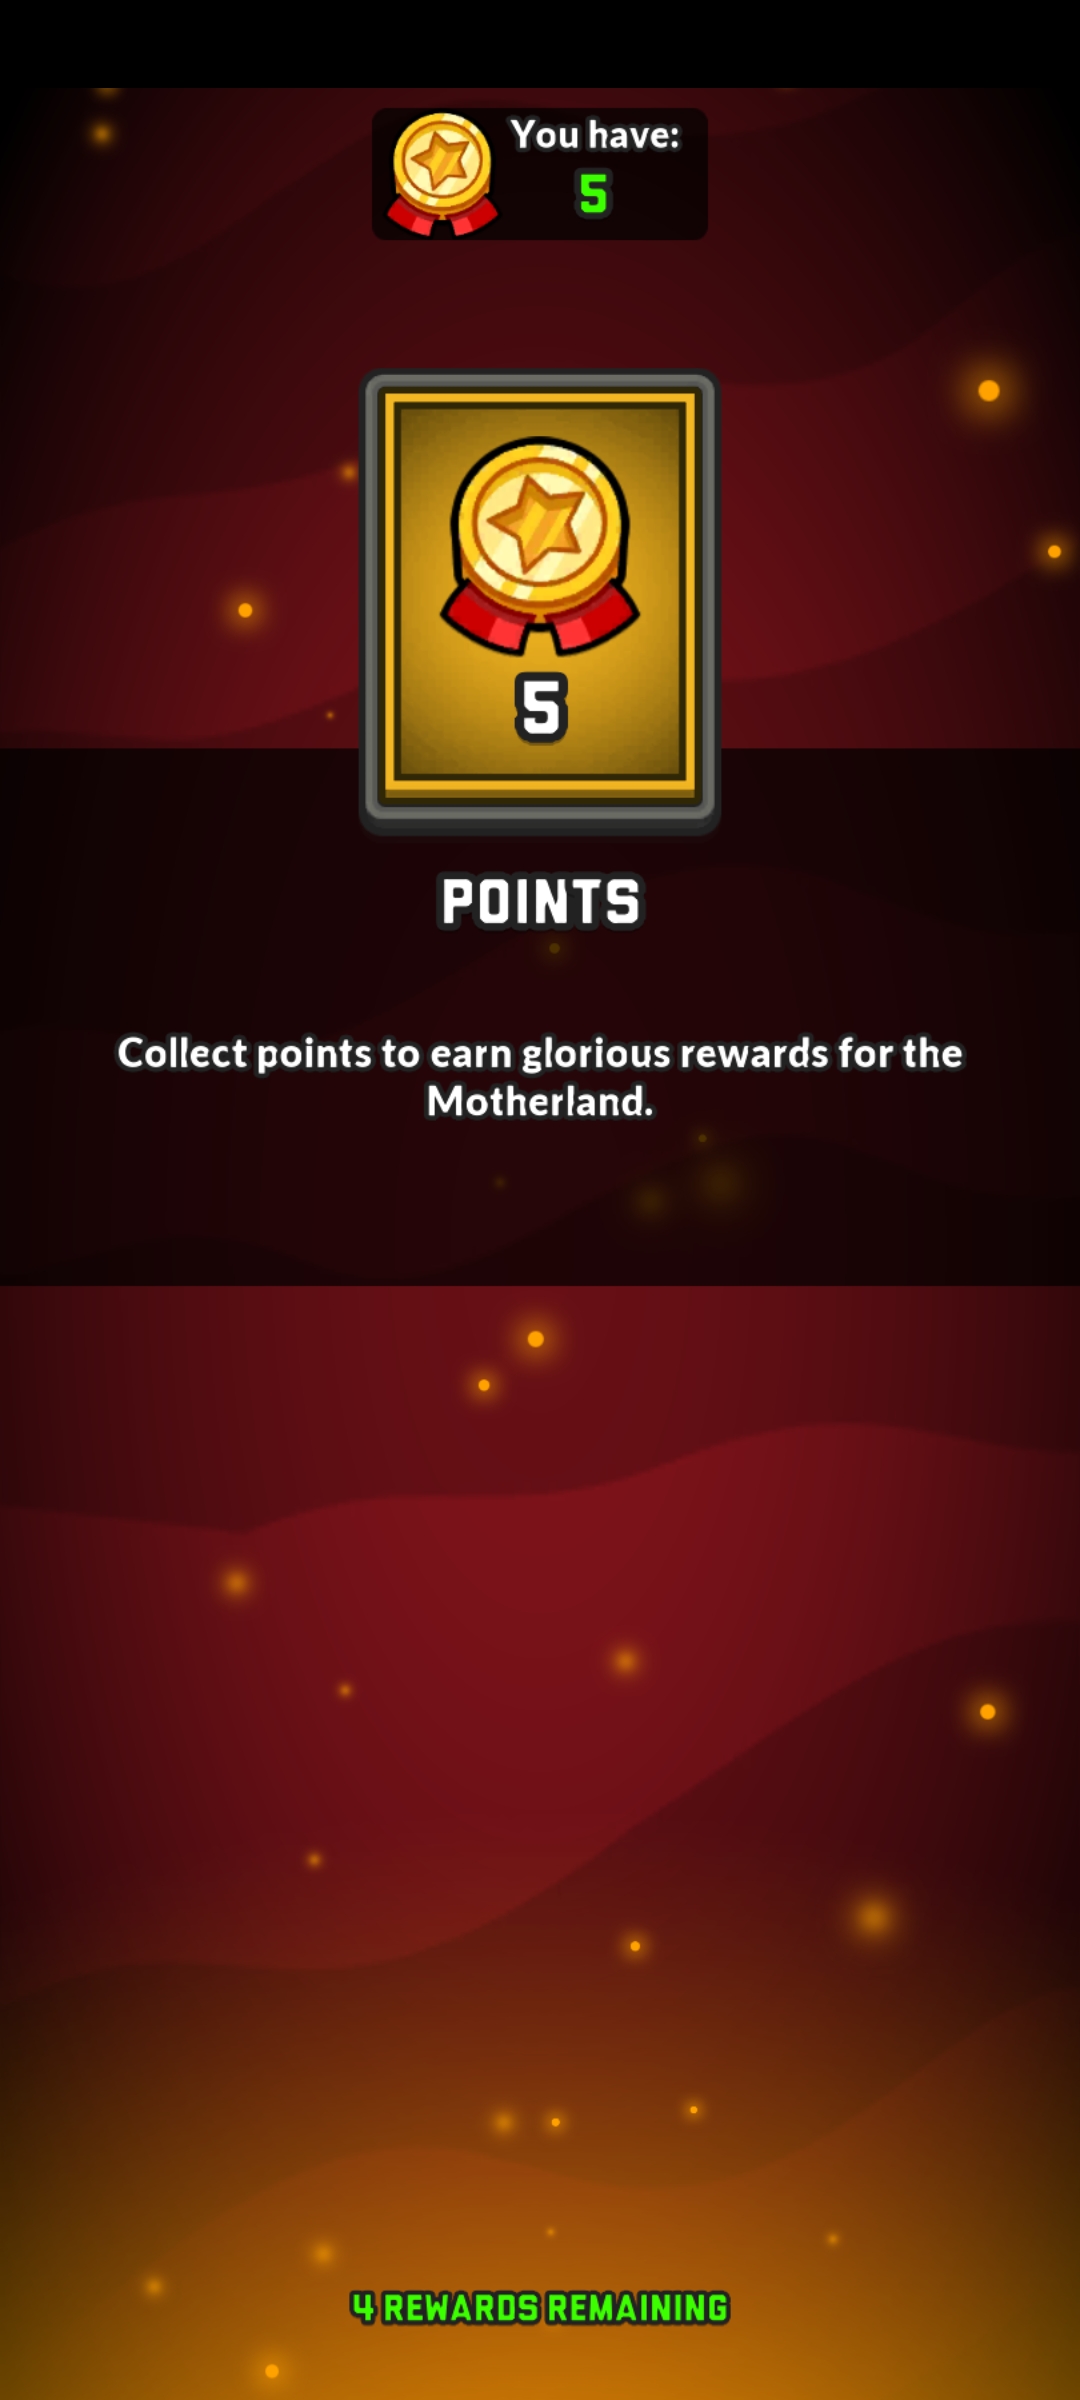 You have:
5
5
POINTS
Collect points to earn glorious rewards for the
Motherland.
4 REWARDS REMAINING